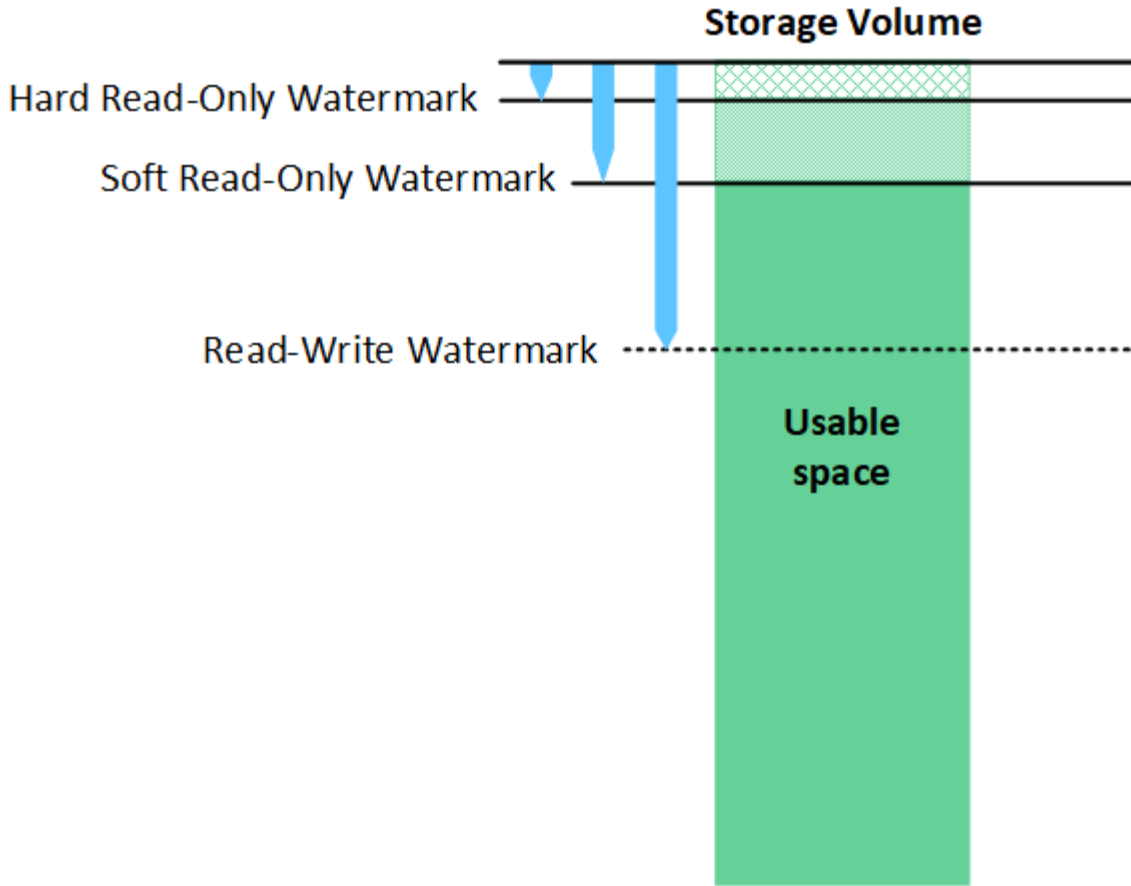 Storage Volume
Hard Read-Only Watermark
Soft Read-Only Watermark
Read-Write Watermark
Usable
space